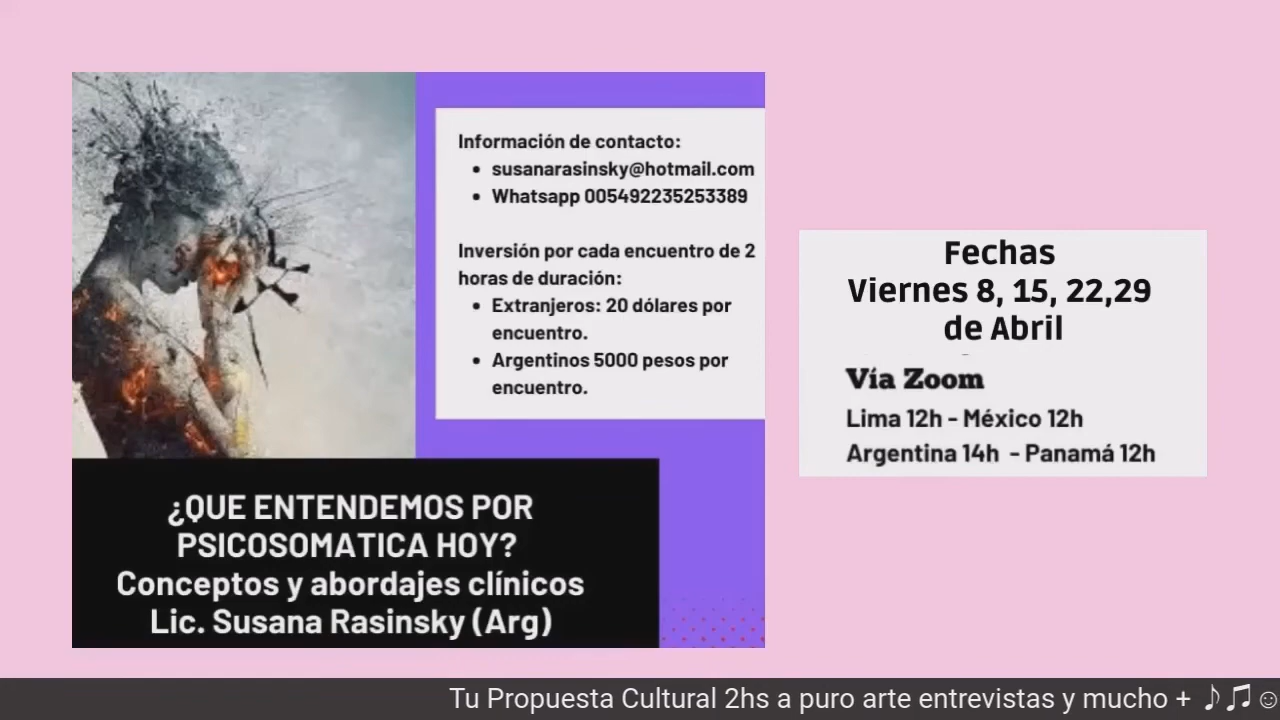 Información de contacto:
• susanarasinsky@hotmail.com
• Whatsapp 005492235253389
Inversión por cada encuentro de 2
horas de duración:
• Extranjeros: 20 dólares por
encuentro.
• Argentinos 5000 pesos por
encuentro.
¿QUE ENTENDEMOS POR
PSICOSOMATICA HOY?
Conceptos y abordajes clínicos
Lic. Susana Rasinsky (Arg)
Fechas
Viernes 8, 15, 22,29
de Abril
Vía Zoom
Lima 12h - México 12h
Argentina 14h - Panamá 12h
Tu Propuesta Cultural 2hs a puro arte entrevistas y mucho + ♪♫☺